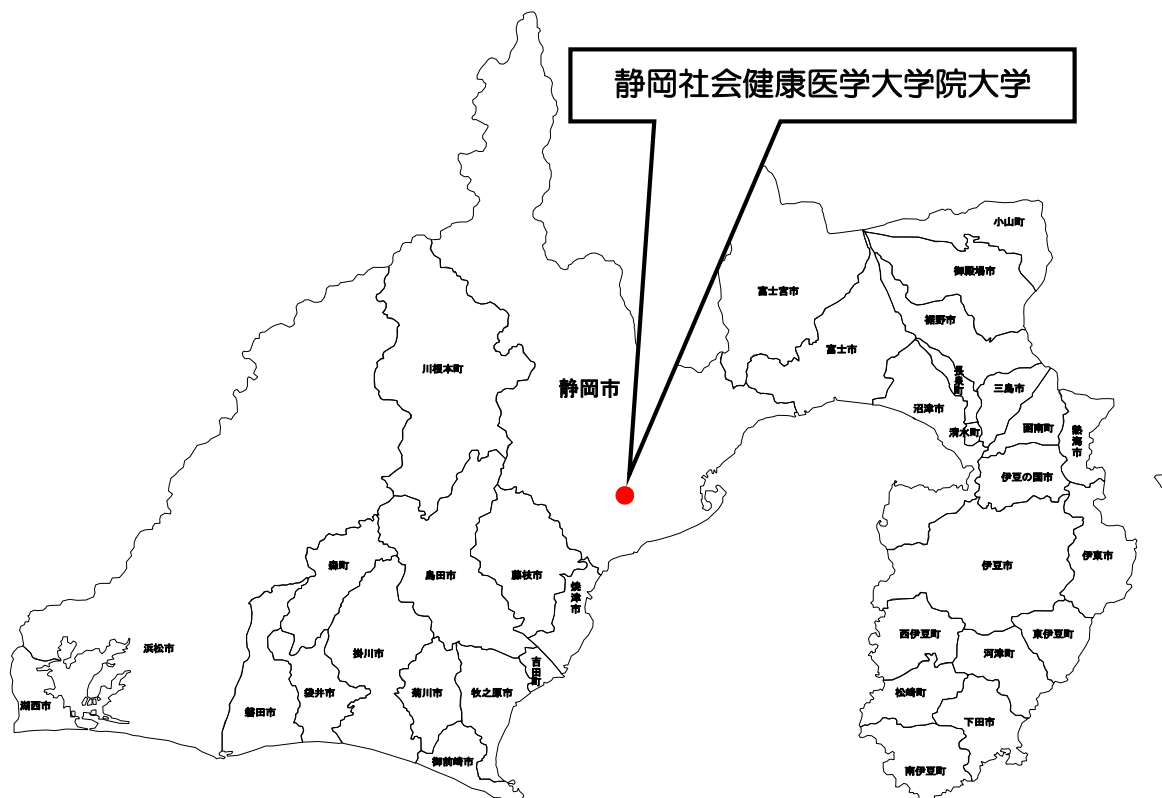 静岡社会健康医学大学院大学
小山町
御殿場市
富士宮市
裾野市
富士市
川根本町
長泉町
静岡市
三島市
沼津市
函南町
清水町
熱海市
伊豆の国市
伊東市
森町
伊豆市
島田市
藤枝市
焼津市
西伊豆町
東伊豆町
浜松市
掛川市
河津町
吉田町
袋井市
菊川市
牧之原市
松崎町
湖西市
磐田市
下田市
御前崎市
南伊豆町